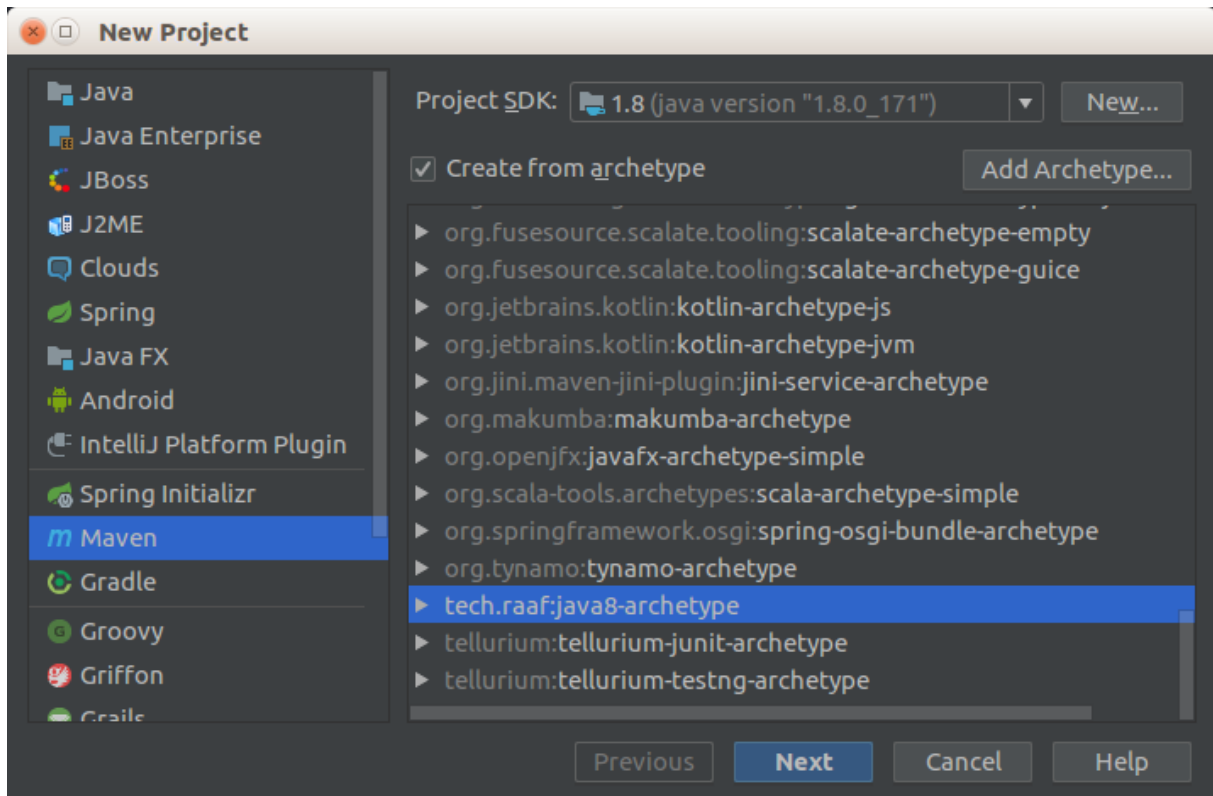 New Project
Java
Java Enterprise
JBoss
J2ME
Clouds
Spring
Java FX
Android
IntelliJ Platform Plugin
Spring Initializr
Maven
Gradle
Groovy
Griffon
Grails
Project SDK: 1.8 (java version "1.8.0_171") New...
Create from archetype Add Archetype...
org.fusesource.scalate.tooling:scalate-archetype-empty
org.fusesource.scalate.tooling:scalate-archetype-guice
org.jetbrains.kotlin:kotlin-archetype-js
org.jetbrains.kotlin:kotlin-archetype-jvm
org.jini.maven-jini-plugin:jini-service-archetype
org.makumba:makumba-archetype
org.openjfx:javafx-archetype-simple
org.scala-tools.archetypes:scala-archetype-simple
org.springframework.osgi:spring-osgi-bundle-archetype
org.tynamo:tynamo-archetype
tech.raaf:java8-archetype
tellurium:tellurium-junit-archetype
tellurium:tellurium-testng-archetype
Previous Next Cancel Help